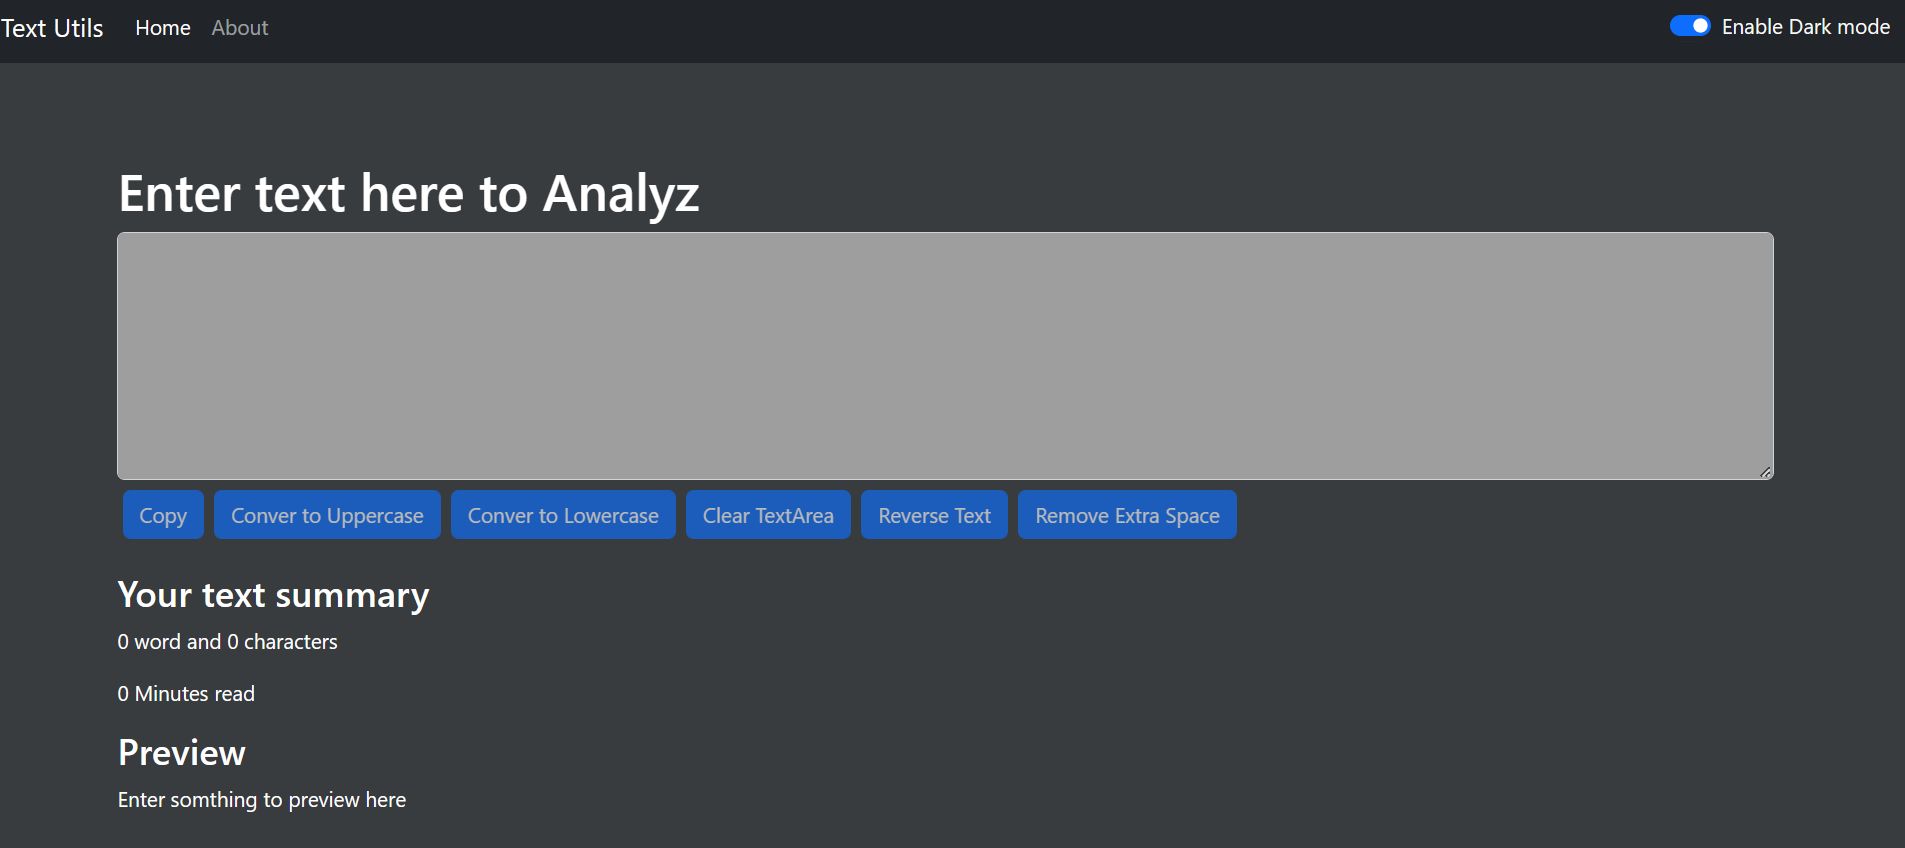 Text Utils Home About Enable Dark mode
Enter text here to Analyz
Copy Conver to Uppercase Conver to Lowercase Clear TextArea Reverse Text Remove Extra Space
Your text summary
0 word and 0 characters
0 Minutes read
Preview
Enter somthing to preview here